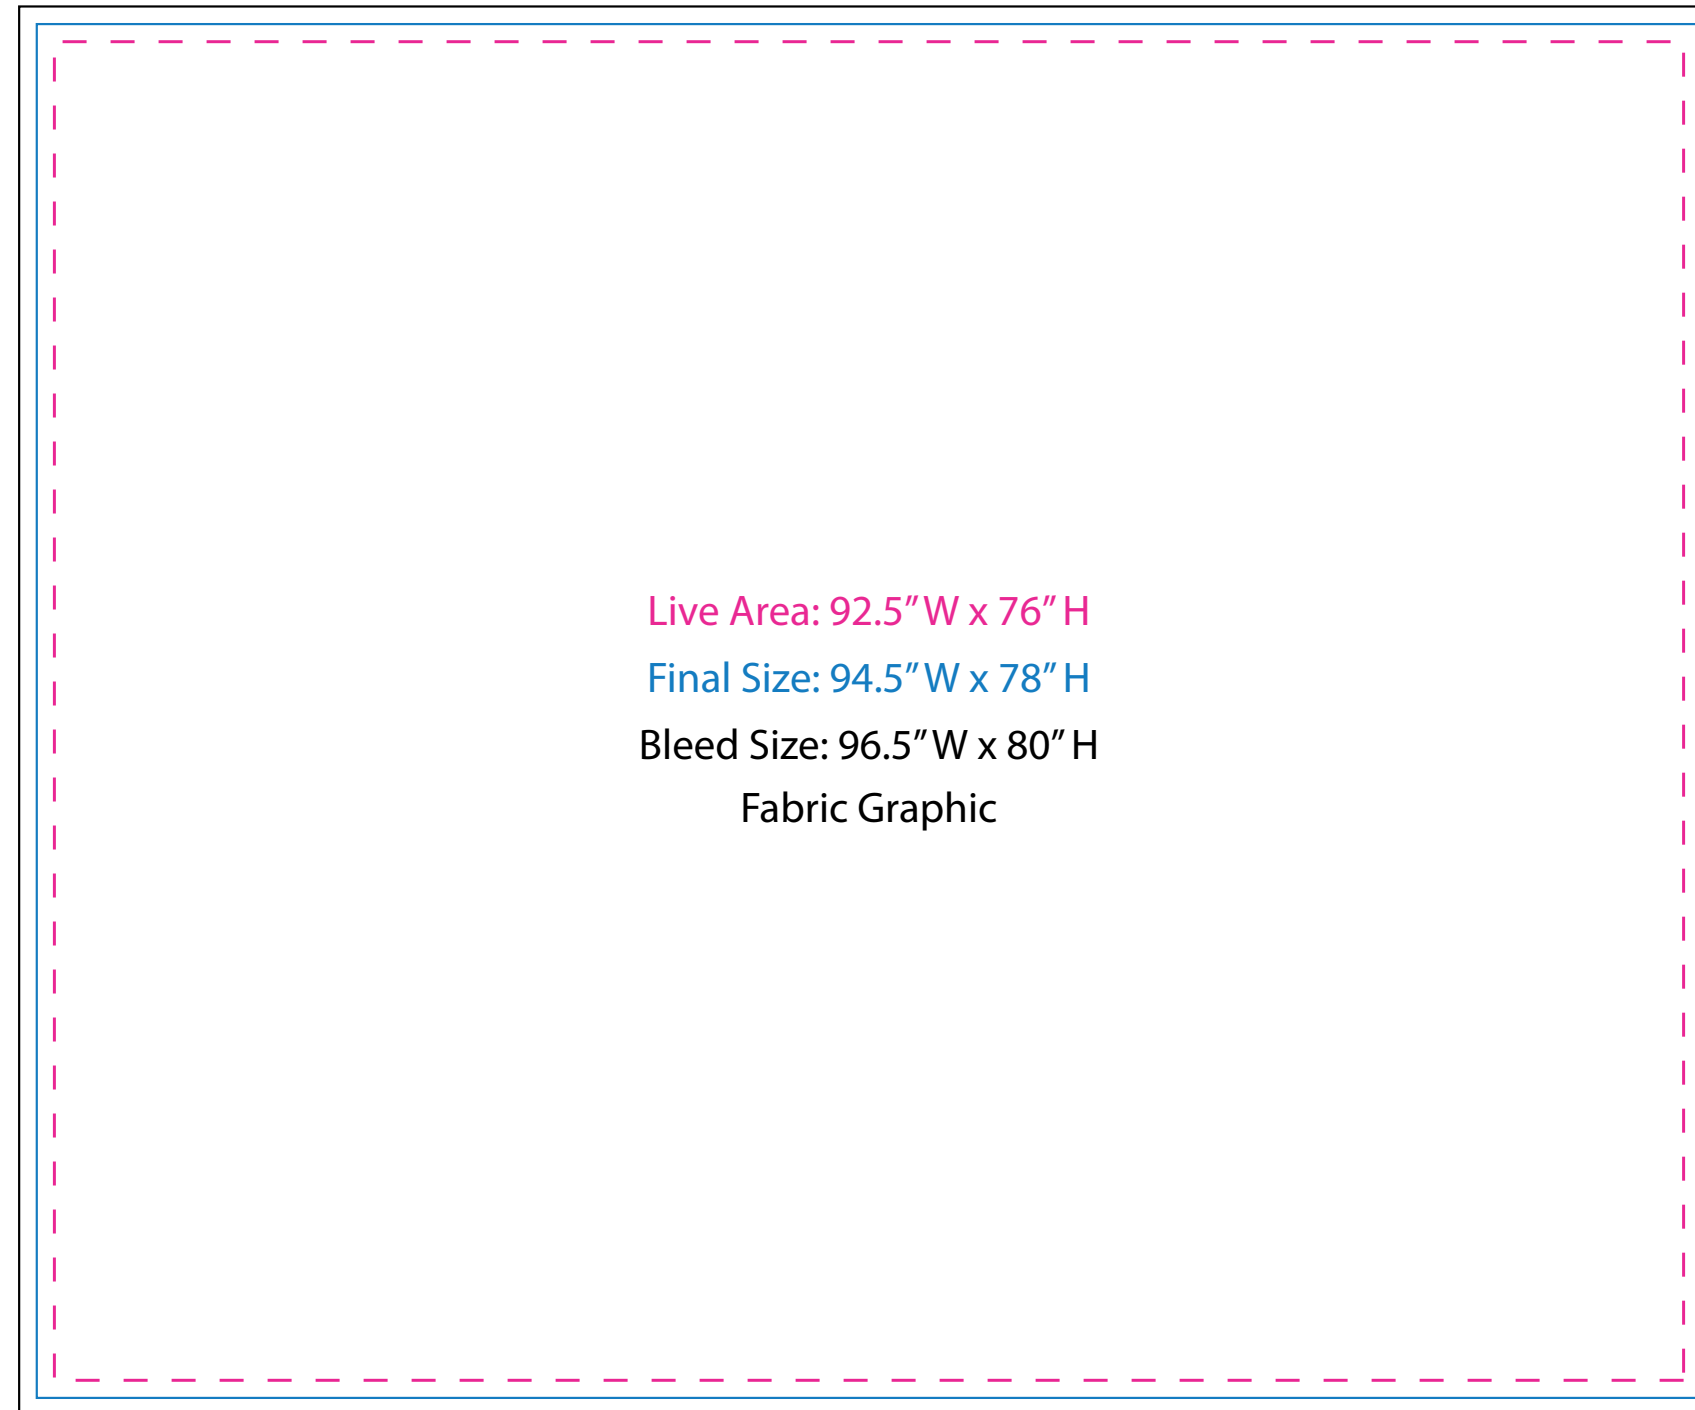 Live Area: 92.5” W x 76” H
Final Size: 94.5” W x 78” H
Bleed Size: 96.5” W x 80” H
Fabric Graphic